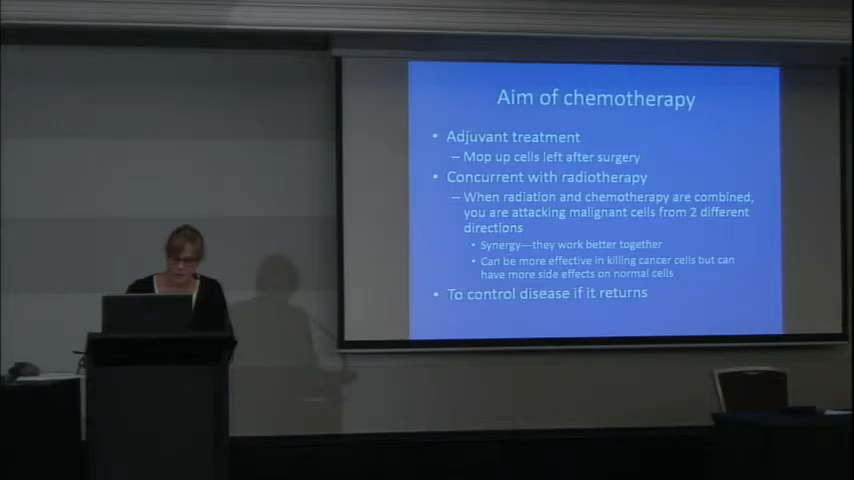 Aim of chemotherapy
• Adjuvant treatment
– Mop up cells left after surgery
• Concurrent with radiotherapy
– When radiation and chemotherapy are combined,
you are attacking malignant cells from 2 different
directions
• Synergy---they work better together
• Can be more effective in killing cancer cells but can
have more side effects on normal cells
• To control disease if it returns